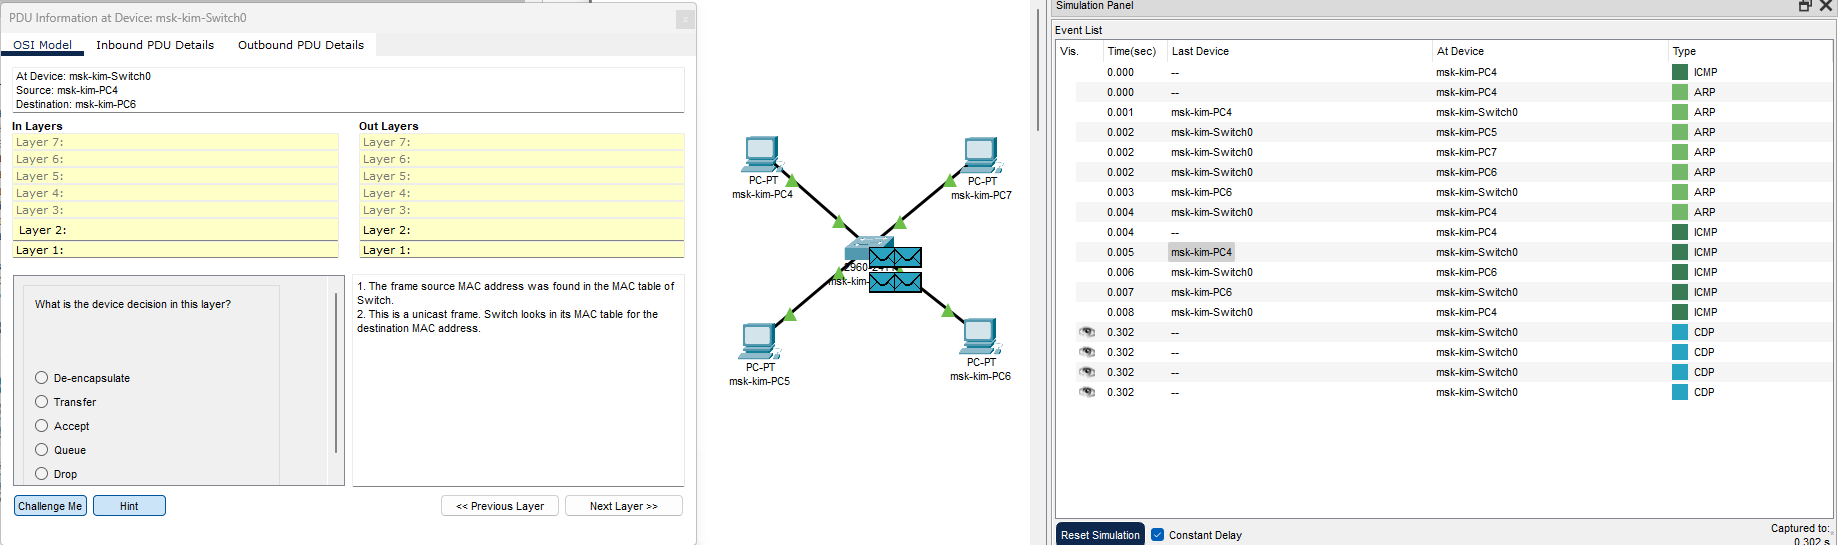 PDU Information at Device: msk-kim-Switch0
OSI Model Inbound PDU Details Outbound PDU Details
At Device: msk-kim-Switch0
Source: msk-kim-PC4
Destination: msk-kim-PC6
In Layers
Layer 7:
Layer 6:
Layer 5:
Layer 4:
Layer 3:
Layer 2:
Layer 1:
Out Layers
Layer 7:
Layer 6:
Layer 5:
Layer 4:
Layer 3:
Layer 2:
Layer 1:
What is the device decision in this layer?
De-encapsulate
Transfer
Accept
Queue
Drop
1. The frame source MAC address was found in the MAC table of
Switch.
2. This is a unicast frame. Switch looks in its MAC table for the
destination MAC address.
Challenge Me Hint << Previous Layer Next Layer >>
PC-PT
msk-kim-PC4
PC-PT
msk-kim-PC7
msk-kim-
PC-PT
msk-kim-PC5
PC-PT
msk-kim-PC6
Simulation Panel
Event List
Vis. Time(sec) Last Device At Device Type
0.000 -- msk-kim-PC4 ICMP
0.000 -- msk-kim-PC4 ARP
0.001 msk-kim-PC4 msk-kim-Switch0 ARP
0.002 msk-kim-Switch0 msk-kim-PC5 ARP
0.002 msk-kim-Switch0 msk-kim-PC7 ARP
0.002 msk-kim-Switch0 msk-kim-PC6 ARP
0.003 msk-kim-PC6 msk-kim-Switch0 ARP
0.004 msk-kim-Switch0 msk-kim-PC4 ARP
0.004 -- msk-kim-PC4 ICMP
0.005 msk-kim-PC4 msk-kim-Switch0 ICMP
0.006 msk-kim-Switch0 msk-kim-PC6 ICMP
0.007 msk-kim-PC6 msk-kim-Switch0 ICMP
0.008 msk-kim-Switch0 msk-kim-PC4 ICMP
0.302 -- msk-kim-Switch0 CDP
0.302 -- msk-kim-Switch0 CDP
0.302 -- msk-kim-Switch0 CDP
0.302 -- msk-kim-Switch0 CDP
Reset Simulation Constant Delay
Captured to:
0.302 s